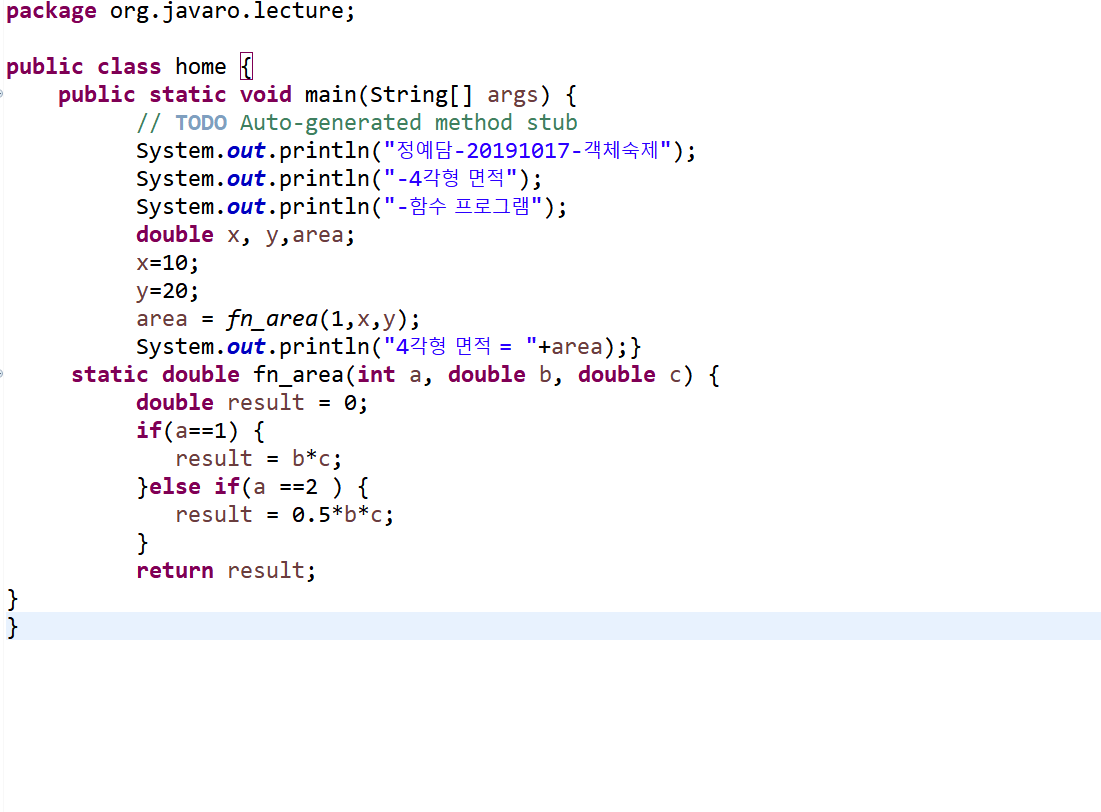 package org.javaro.lecture;
public class home {
public static void main(String[] args) {
// TODO Auto-generated method stub
System.out.println("정예담-20191017-객체숙제");
System.out.println("-4각형 면적");
System.out.println("-함수 프로그램");
double x, y,area;
x=10;
y=20;
area = fn_area(1,x,y);
System.out.println("4각형 면적 = "+area);}
static double fn_area(int a, double b, double c) {
double result = 0;
if(a==1) {
result = b*c;
}else if(a ==2 ) {
result = 0.5*b*c;
}
return result;
}
}